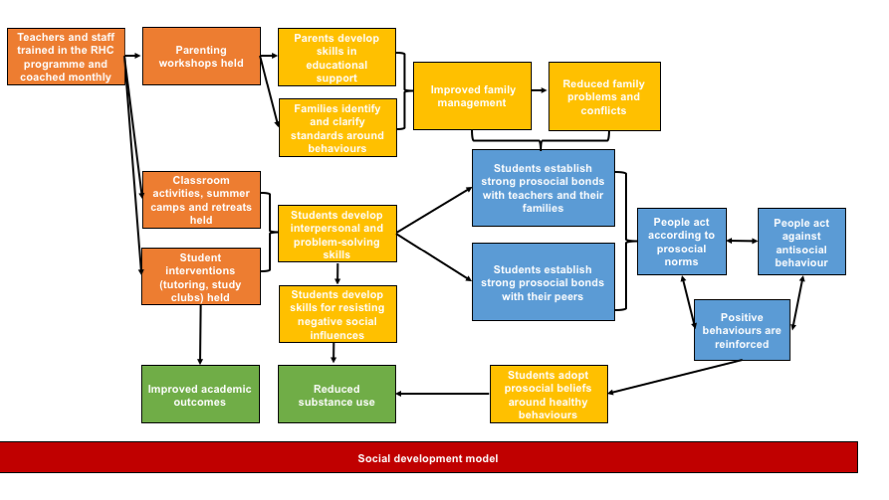 Teachers and staff
trained in the RHC
programme and
coached monthly
Parenting
workshops held
Parents develop
skills in
educational
support
Families identify
and clarify
standards around
behaviours
Improved family
management
Reduced family
problems and
conflicts
Classroom
activities, summer
camps and retreats
held
Student
interventions
(tutoring, study
clubs) held
Students develop
interpersonal and
problem-solving
skills
Students develop
skills for resisting
negative social
influences
Students establish
strong prosocial bonds
with teachers and their
families
Students establish
strong prosocial bonds
with their peers
People act
according to
prosocial
norms
People act
against
antisocial
behaviour
Positive
behaviours are
reinforced
Improved academic
outcomes
Reduced
substance use
Students adopt
prosocial beliefs
around healthy
behaviours
Social development model